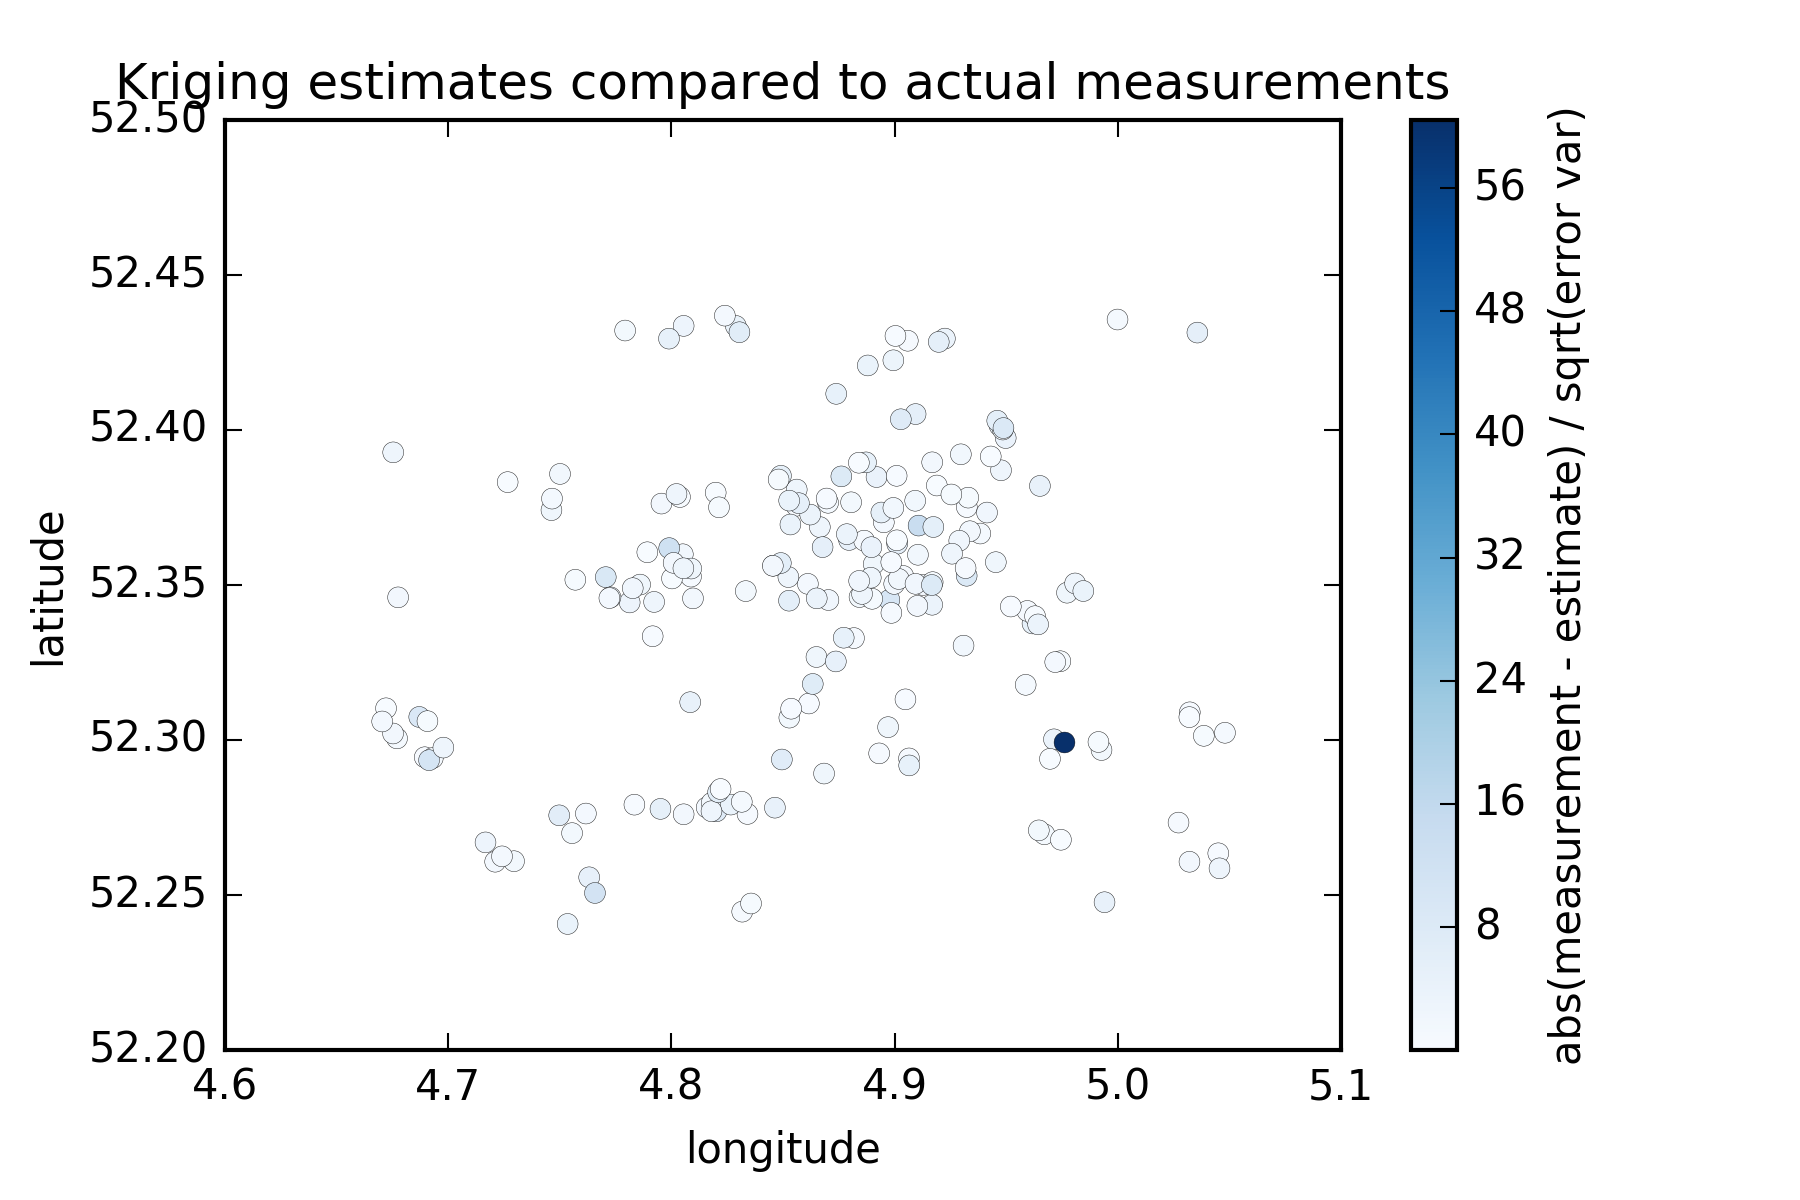 Kriging estimates compared to actual measurements
52.50
52.45
52.40
52.35
52.30
52.25
52.20
latitude
4.6 4.7 4.8 4.9 5.0 5.1
longitude
56
48
40
32
24
16
8
abs(measurement - estimate) / sqrt(error var)